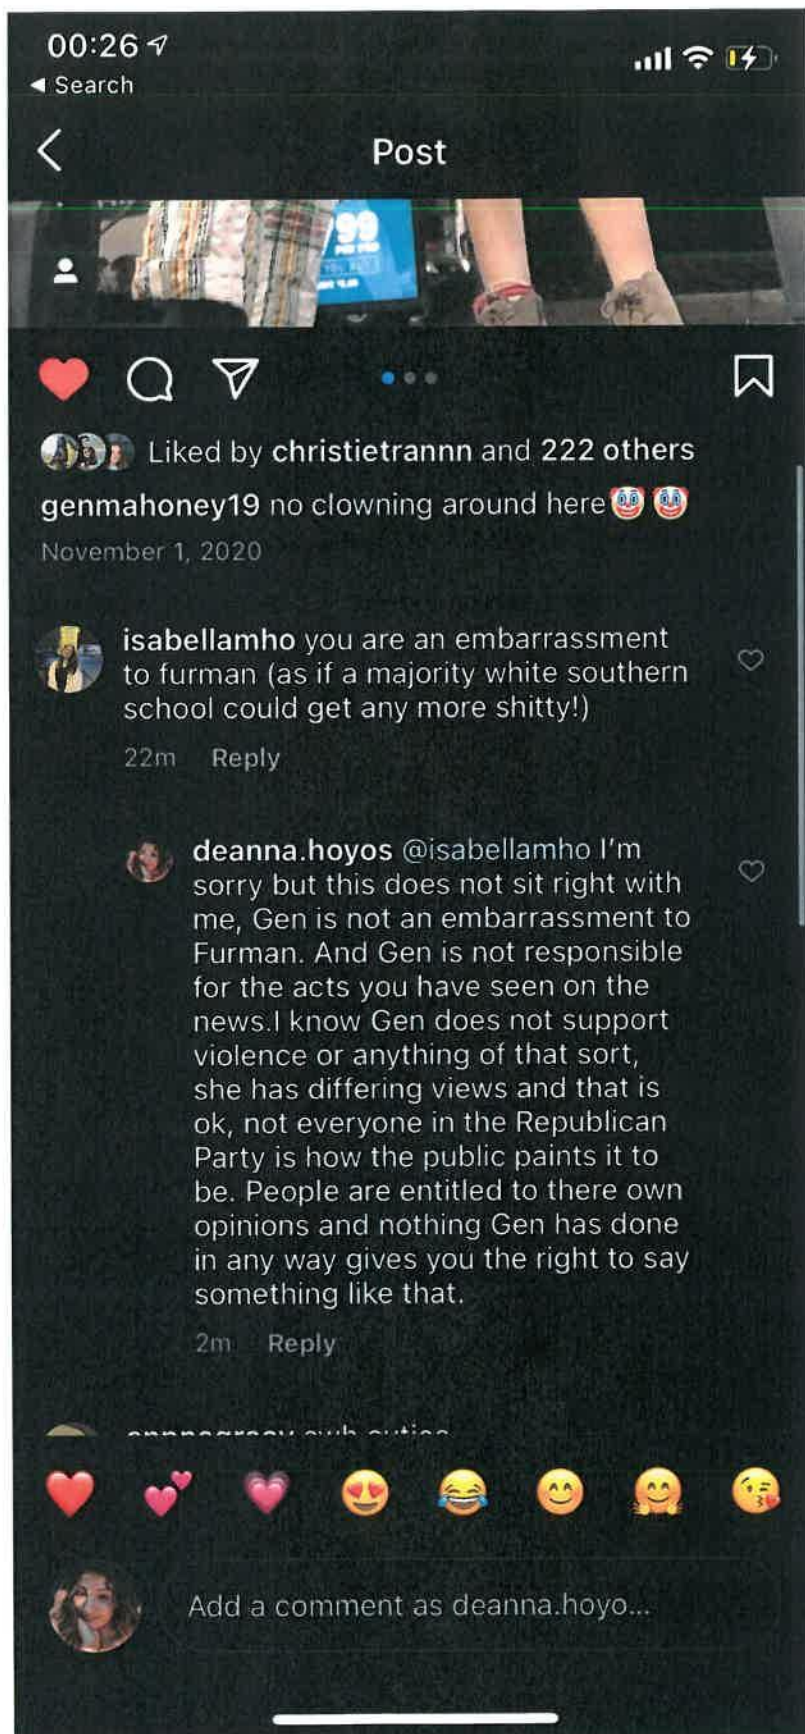 00:26
Search
Post
99
Liked by christietrannn and 222 others
genmahoney19 no clowning around here🤡 🤡
November 1, 2020
isabellamho you are an embarrassment
to furman (as if a majority white southern
school could get any more shitty!)
22m Reply
deanna.hoyos @isabellamho I'm
sorry but this does not sit right with
me, Gen is not an embarrassment to
Furman. And Gen is not responsible
for the acts you have seen on the
news.I know Gen does not support
violence or anything of that sort,
she has differing views and that is
ok, not everyone in the Republican
Party is how the public paints it to
be. People are entitled to there own
opinions and nothing Gen has done
in any way gives you the right to say
something like that.
2m Reply
Add a comment as deanna.hoyo...